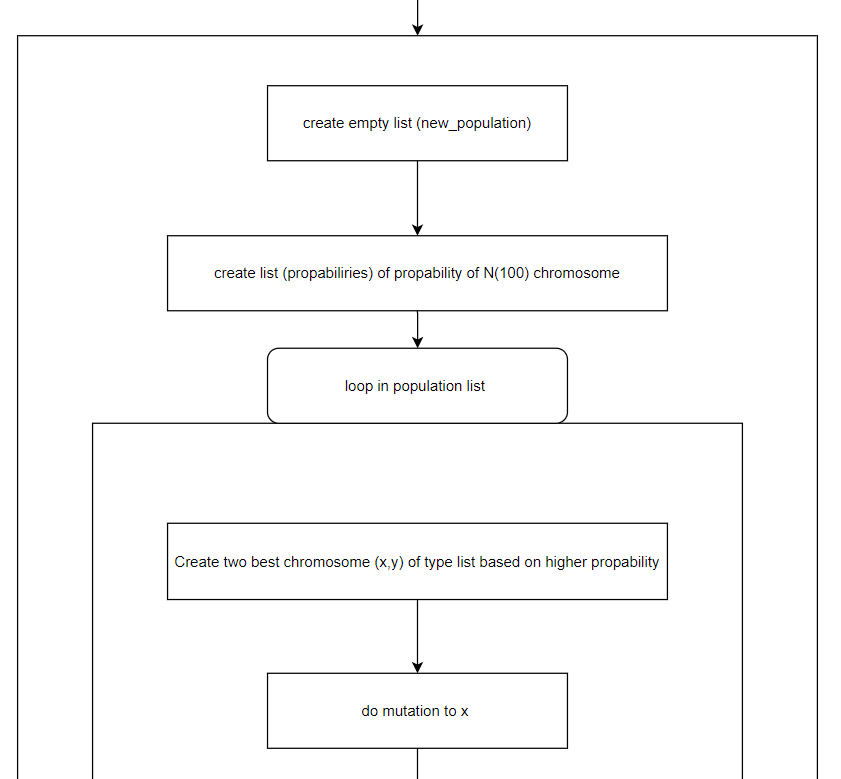 create empty list (new_population)
create list (propabiliries) of propability of N(100) chromosome
loop in population list
Create two best chromosome (x,y) of type list based on higher propability
do mutation to x